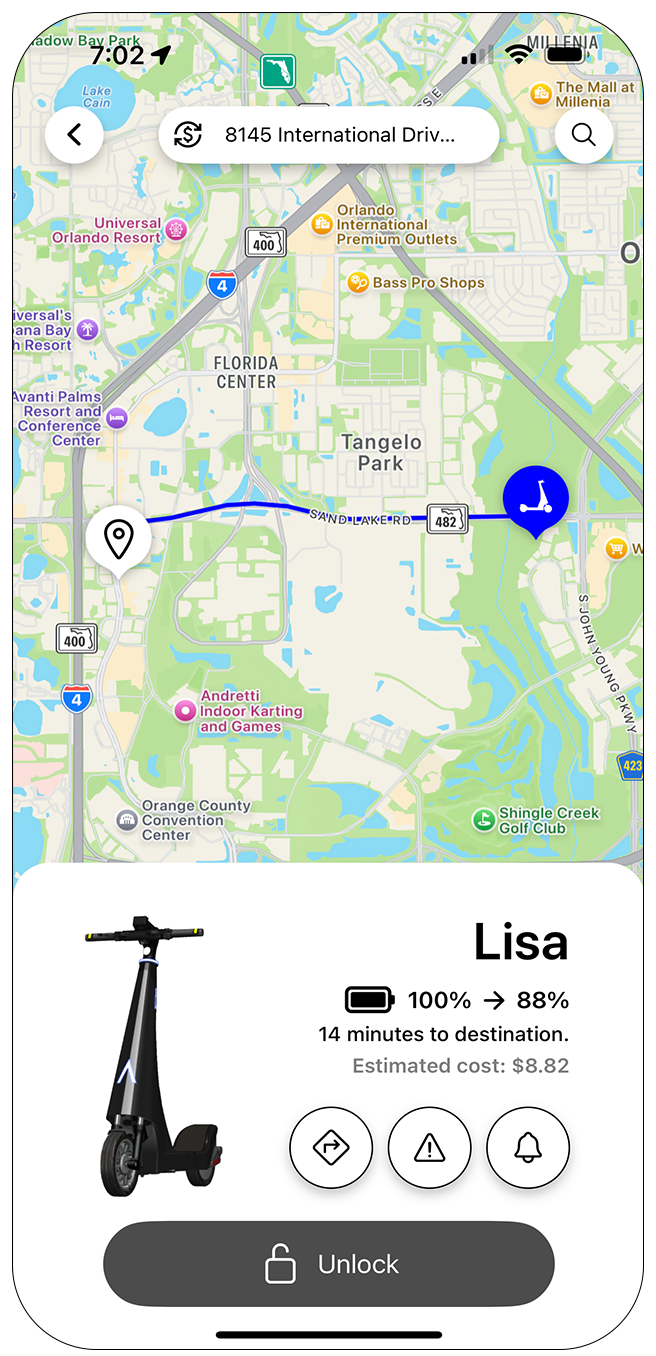 adow Bay Park
7:02
MILLENIA
Lake
Cain
The Mall at
Millenia
S E
$
8145 International Driv...
Universal
Orlando Resort
Orlando
International
Premium Outlets
400
O
4
Bass Pro Shops
iversal's
ana Bay
h Resort
FLORIDA
CENTER
Avanti Palms
Resort and
Conference
Center
Tangelo
Park
SAND LAKE RD
482
W
400
S JOHN YOUNG PKWY
4
Andretti
Indoor Karting
and Games
423
Orange County
Convention
Center
Shingle Creek
Golf Club
Lisa
100% → 88%
14 minutes to destination.
Estimated cost: $8.82
Unlock